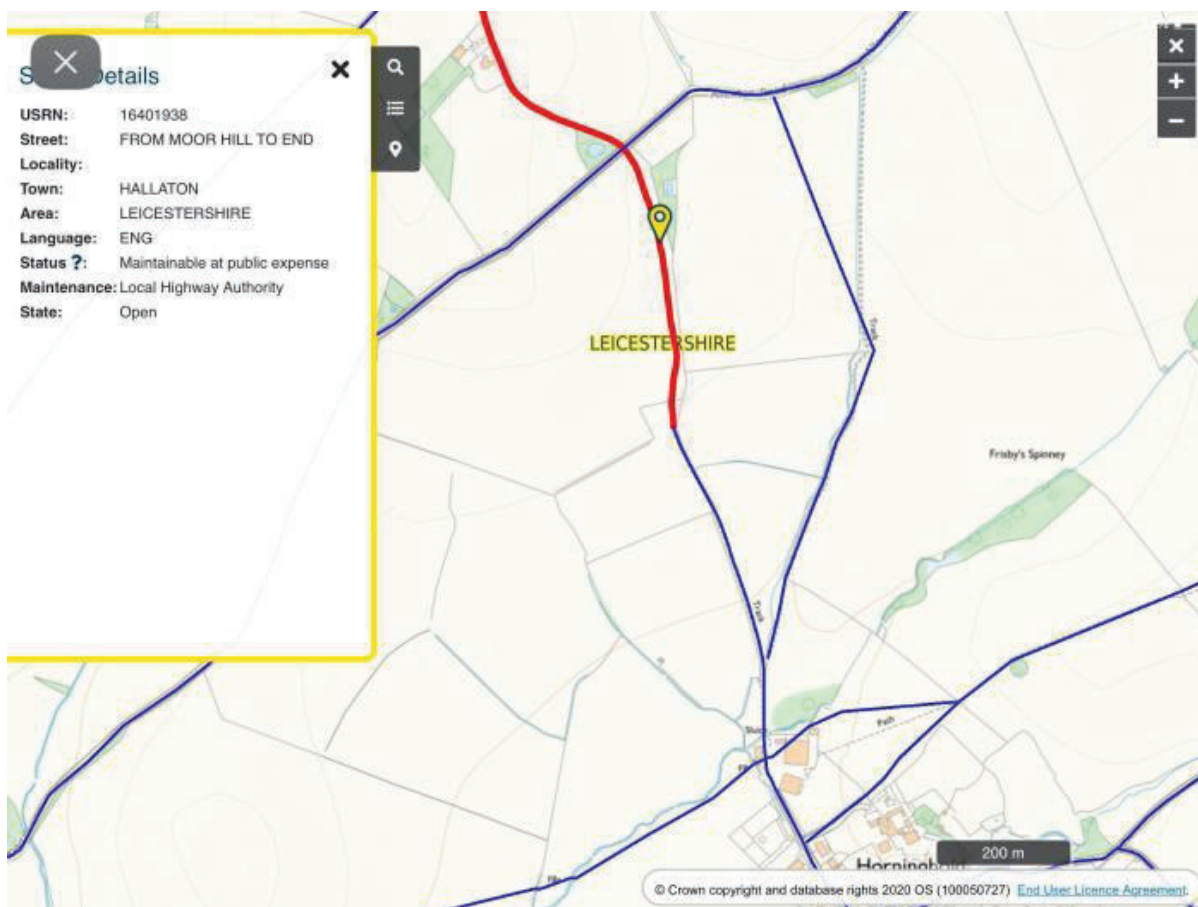 Details
USRN: 16401938
Street: FROM MOOR HILL TO END
Locality:
Town: HALLATON
Area: LEICESTERSHIRE
Language: ENG
Status ?: Maintainable at public expense
Maintenance: Local Highway Authority
State: Open
LEICESTERSHIRE
Track
Frisby's Spinney
Track
Path
200 m
© Crown copyright and database rights 2020 OS (100050727) End User Licence Agreement.